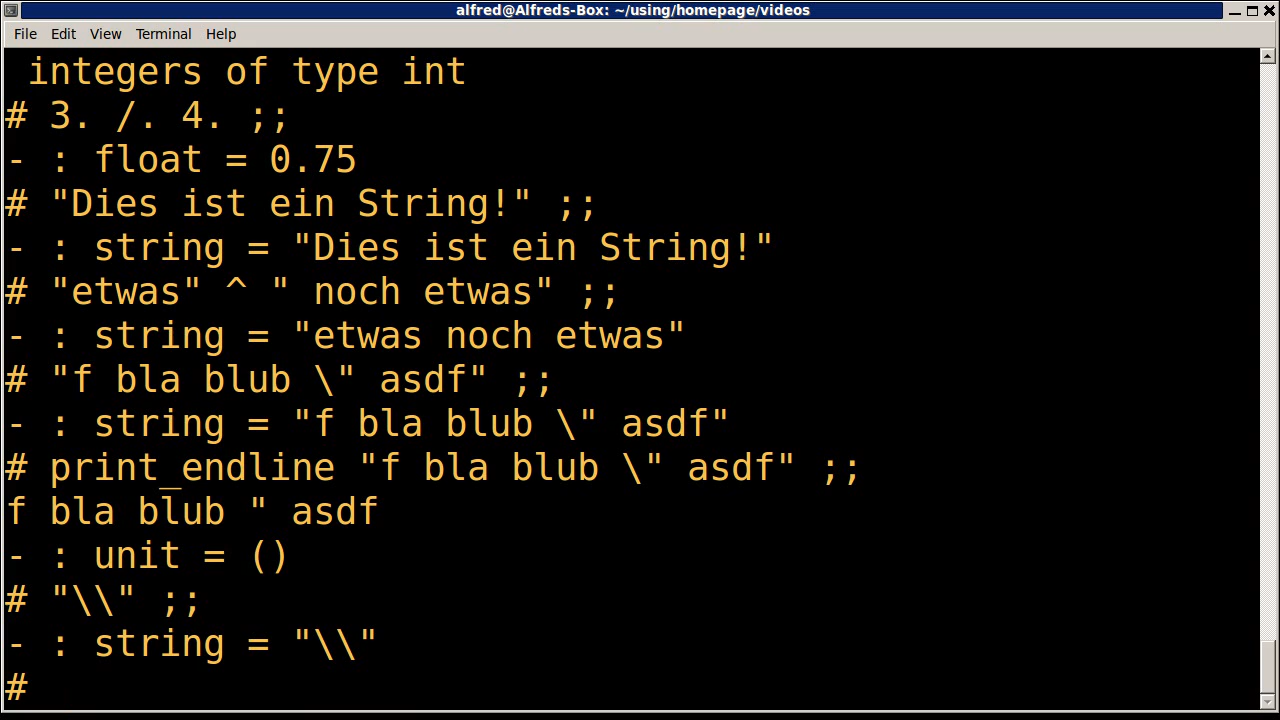 alfred@Alfreds-Box: ~/using/homepage/videos
File Edit View Terminal Help
integers of type int
# 3. /. 4. ;;
- : float = 0.75
# "Dies ist ein String!" ;;
- : string = "Dies ist ein String!"
# "etwas" ^ " noch etwas" ;;
- : string = "etwas noch etwas"
# "f bla blub \" asdf" ;;
- : string = "f bla blub \" asdf"
# print_endline "f bla blub \" asdf" ;;
f bla blub " asdf
- : unit = ()
# "\\" ;;
- : string = "\\"
#